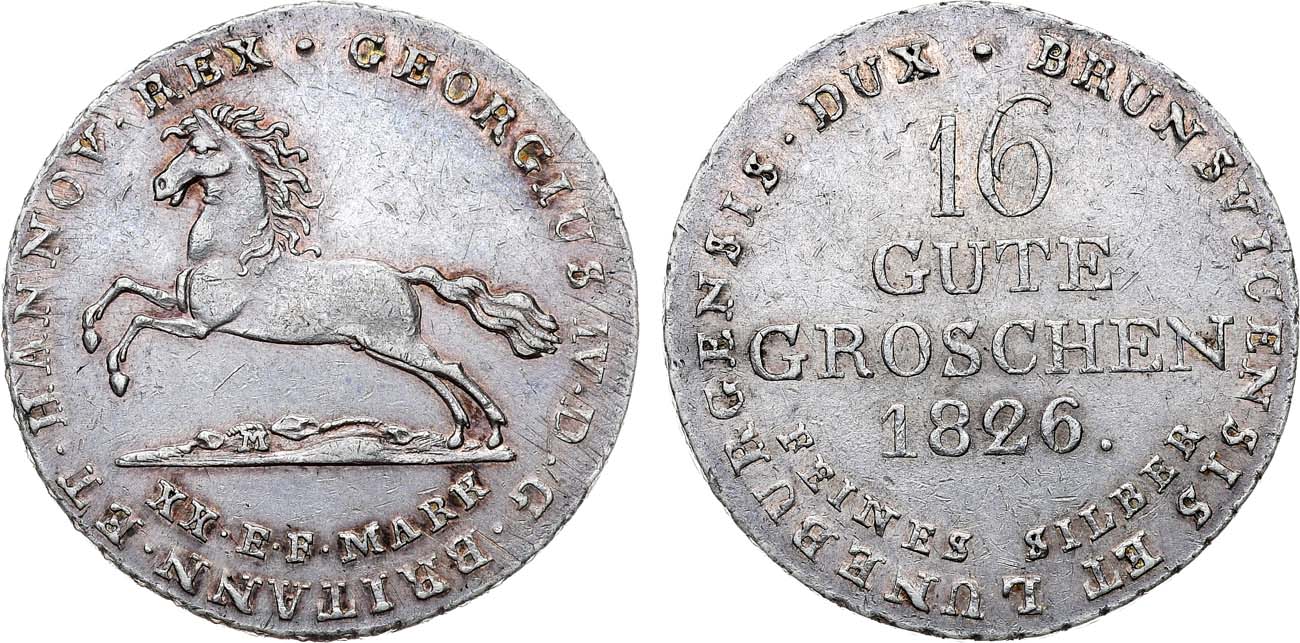 GEORGIUS IV·D·G·BRITANN·ET·HANNOV·REX·
M
XX·E·F·MARK
BRUNSVICENSIS ET LUNEBURGENSIS·DUX·
16
GUTE
GROSCHEN
1826.
FEINES SILBER